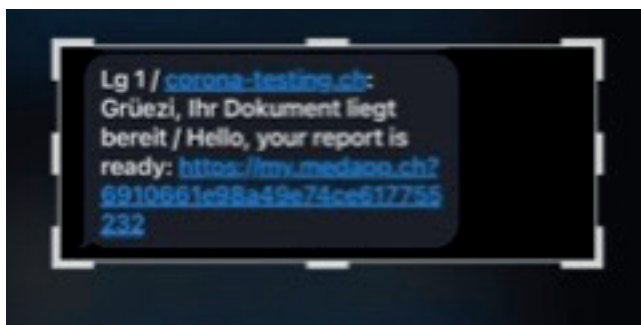 Lg 1 / corona-testing.ch:
Grüezi, Ihr Dokument liegt
bereit / Hello, your report is
ready: https://my.medapp.ch?
6910661e98a49e74ce617755
232